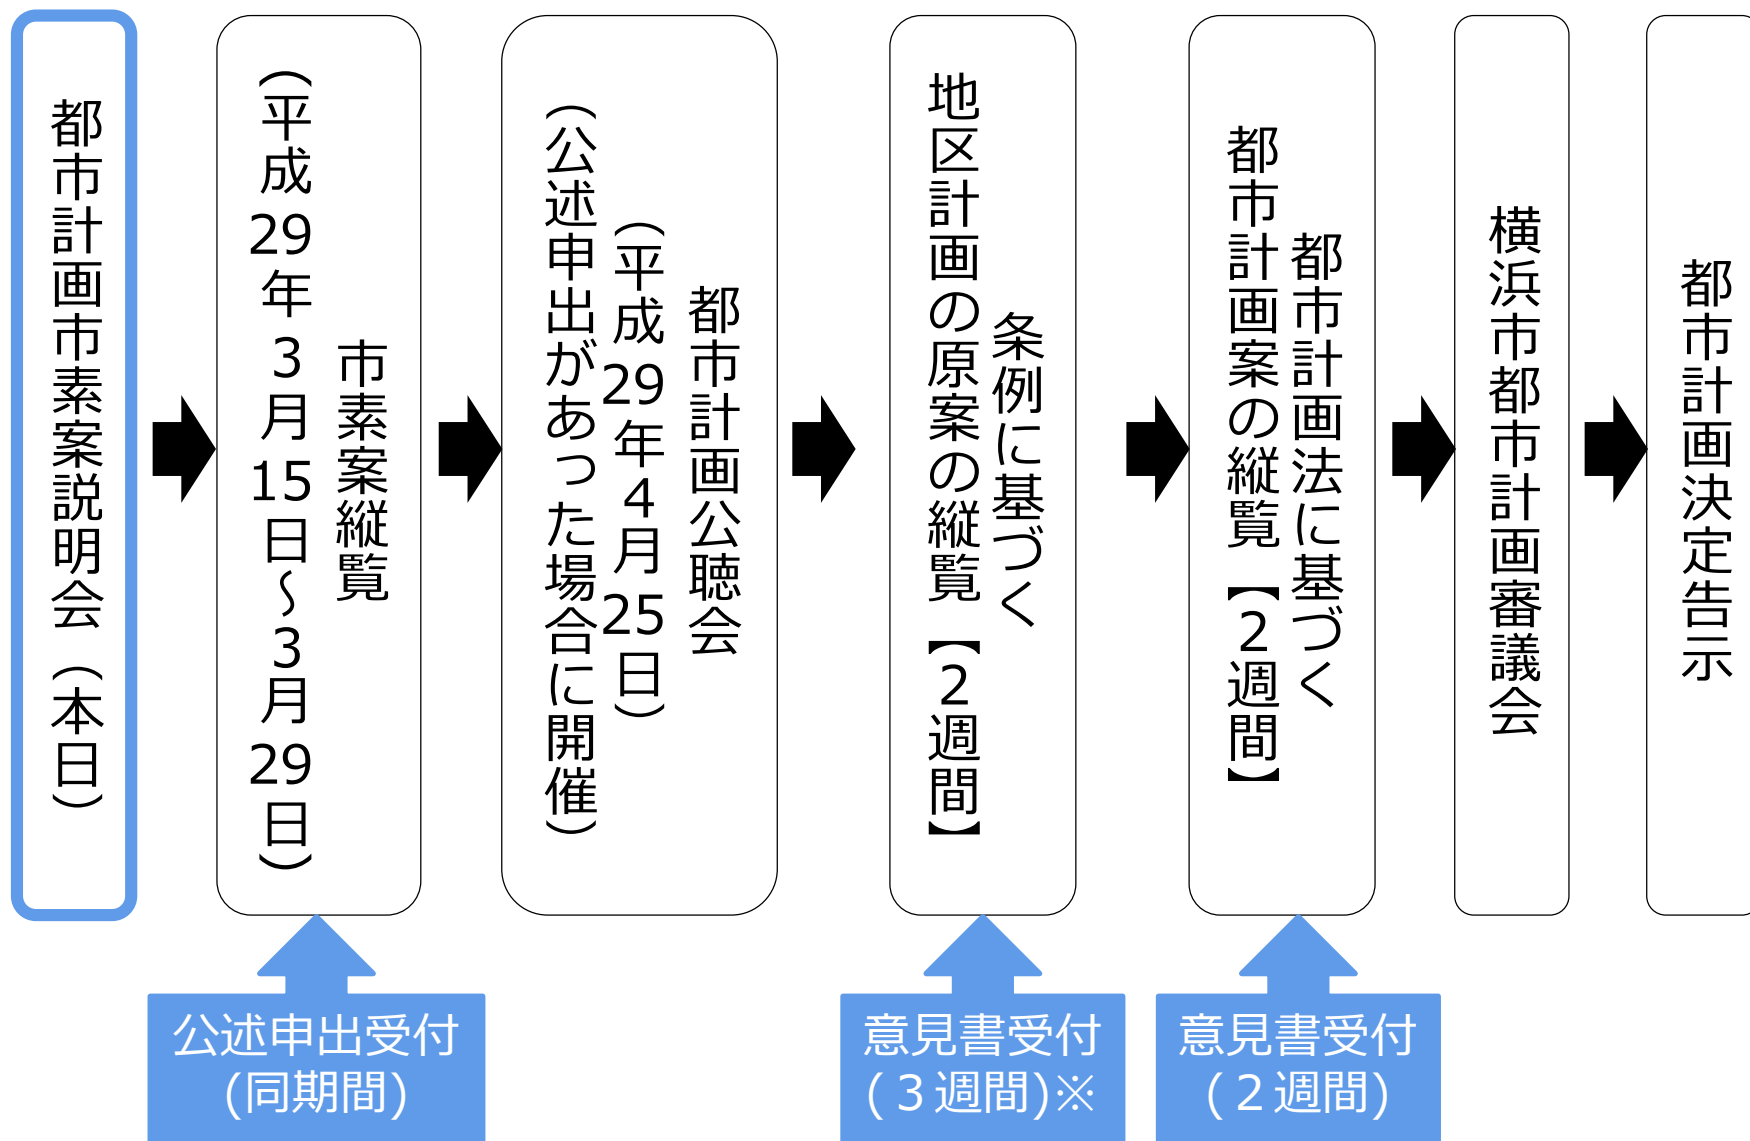 都市計画市素案説明会（本日）
市素案縦覧
（平成29年３月15日～３月29日）
都市計画公聴会
（平成29年４月25日）
（公述申出があった場合に開催）
条例に基づく
地区計画の原案の縦覧【２週間】
都市計画法に基づく
都市計画案の縦覧【２週間】
横浜市都市計画審議会
都市計画決定告示
公述申出受付
(同期間)
意見書受付
(３週間)※
意見書受付
(２週間)